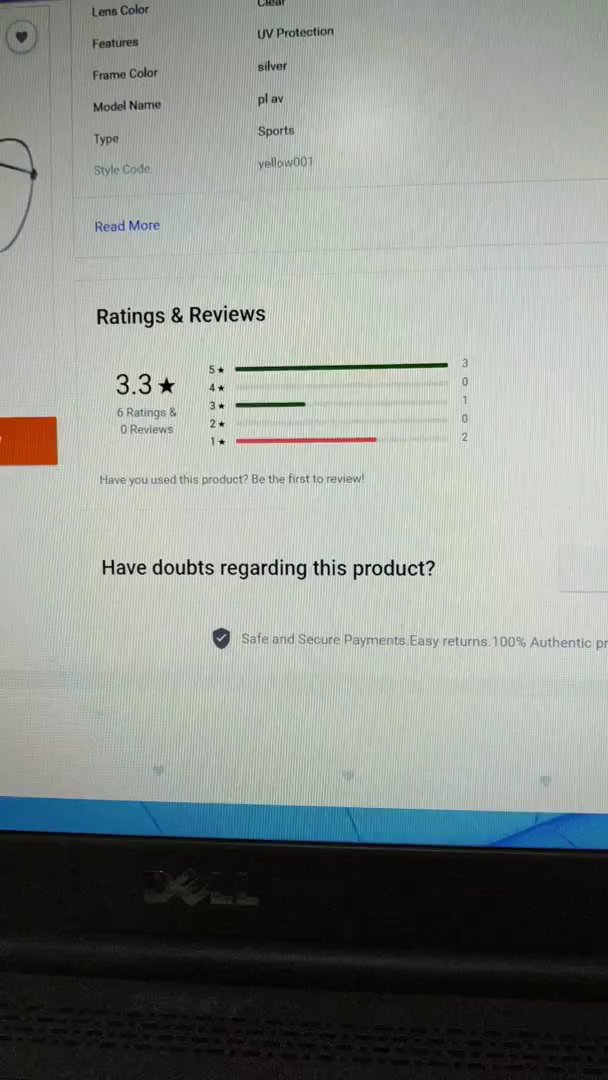 Lens Color Clear
Features UV Protection
Frame Color silver
Model Name pl av
Type Sports
Style Code yellow001
Read More
Ratings & Reviews
3.3 ★
6 Ratings &
0 Reviews
5 ★ 3
4 ★ 0
3 ★ 1
2 ★ 0
1 ★ 2
Have you used this product? Be the first to review!
Have doubts regarding this product?
Safe and Secure Payments.Easy returns.100% Authentic pr
DELL